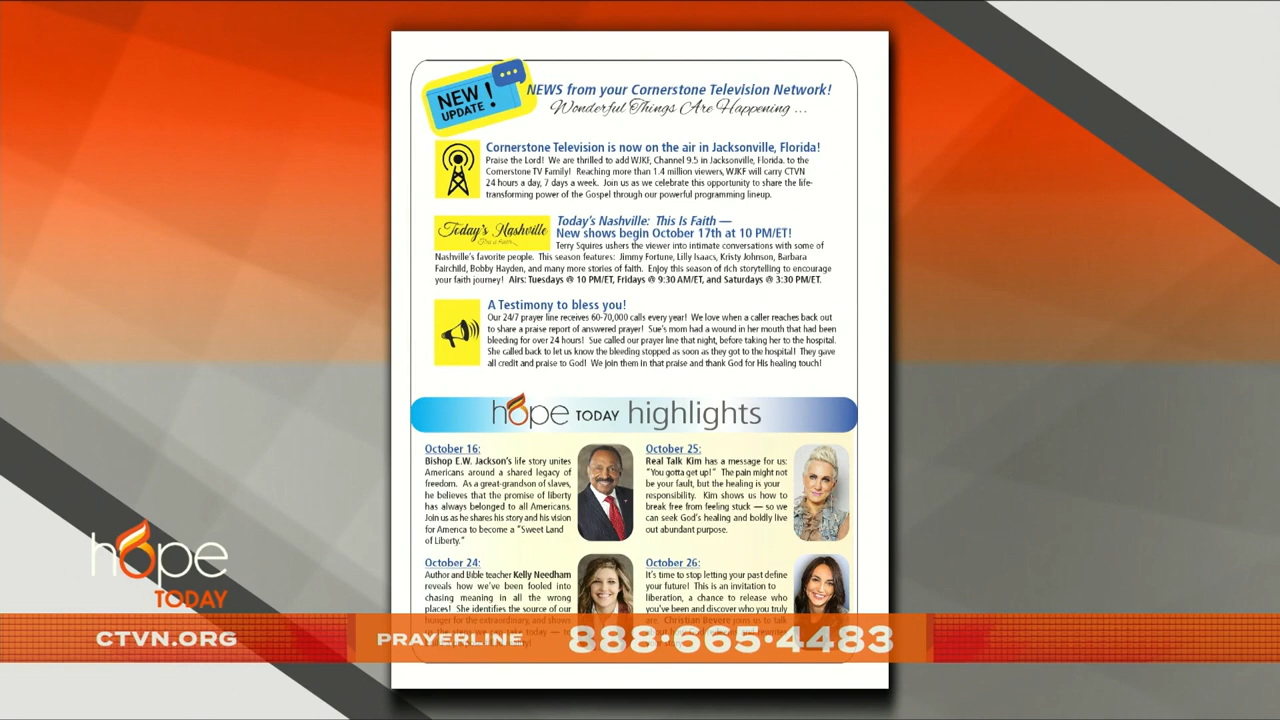 NEW!
UPDATE
NEWS from your Cornerstone Television Network!
Wonderful Things Are Happening ...
Cornerstone Television is now on the air in Jacksonville, Florida!
Praise the Lord! We are thrilled to add WJKF, Channel 9.5 in Jacksonville, Florida. to the
Cornerstone TV Family! Reaching more than 1.4 million viewers, WJKF will carry CTVN
24 hours a day, 7 days a week. Join us as we celebrate this opportunity to share the life-
transforming power of the Gospel through our powerful programming lineup.
Today's Nashville
This is Faith
Today's Nashville: This Is Faith —
New shows begin October 17th at 10 PM/ET!
Terry Squires ushers the viewer into intimate conversations with some of
Nashville's favorite people. This season features: Jimmy Fortune, Lilly Isaacs, Kristy Johnson, Barbara
Fairchild, Bobby Hayden, and many more stories of faith. Enjoy this season of rich storytelling to encourage
your faith journey! Airs: Tuesdays @ 10 PM/ET, Fridays @ 9:30 AM/ET, and Saturdays @ 3:30 PM/ET.
A Testimony to bless you!
Our 24/7 prayer line receives 60-70,000 calls every year! We love when a caller reaches back out
to share a praise report of answered prayer! Sue's mom had a wound in her mouth that had been
bleeding for over 24 hours! Sue called our prayer line that night, before taking her to the hospital.
She called back to let us know the bleeding stopped as soon as they got to the hospital! They gave
all credit and praise to God! We join them in that praise and thank God for His healing touch!
hope TODAY highlights
October 16:
Bishop E.W. Jackson's life story unites
Americans around a shared legacy of
freedom. As a great-grandson of slaves,
he believes that the promise of liberty
has always belonged to all Americans.
Join us as he shares his story and his vision
for America to become a "Sweet Land
of Liberty."
October 25:
Real Talk Kim has a message for us:
"You gotta get up!" The pain might not
be your fault, but the healing is your
responsibility. Kim shows us how to
break free from feeling stuck — so we
can seek God's healing and boldly live
out abundant purpose.
October 24:
Author and Bible teacher Kelly Needham
reveals how we've been fooled into
chasing meaning in all the wrong
places! She identifies the source of our
hunger for the extraordinary, and shows
October 26:
It's time to stop letting your past define
your future! This is an invitation to
liberation, a chance to release who
you've been and discover who you truly
are. Christian Bevere joins us to talk
hope
TODAY
CTVN.ORG
PRAYERLINE
888•665•4483